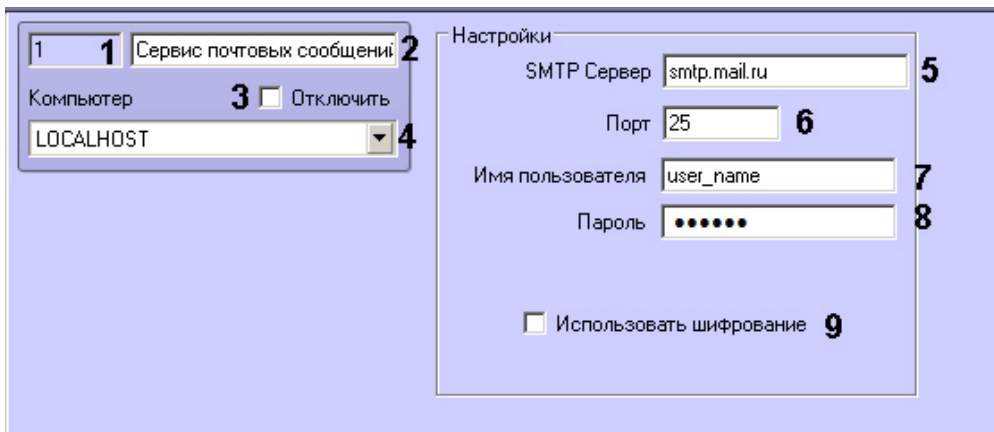 1 1 Сервис почтовых сообщений 2
Компьютер 3 Отключить
LOCALHOST 4
Настройки
SMTP Сервер smtp.mail.ru 5
Порт 25 6
Имя пользователя user_name 7
Пароль •••••• 8
Использовать шифрование 9